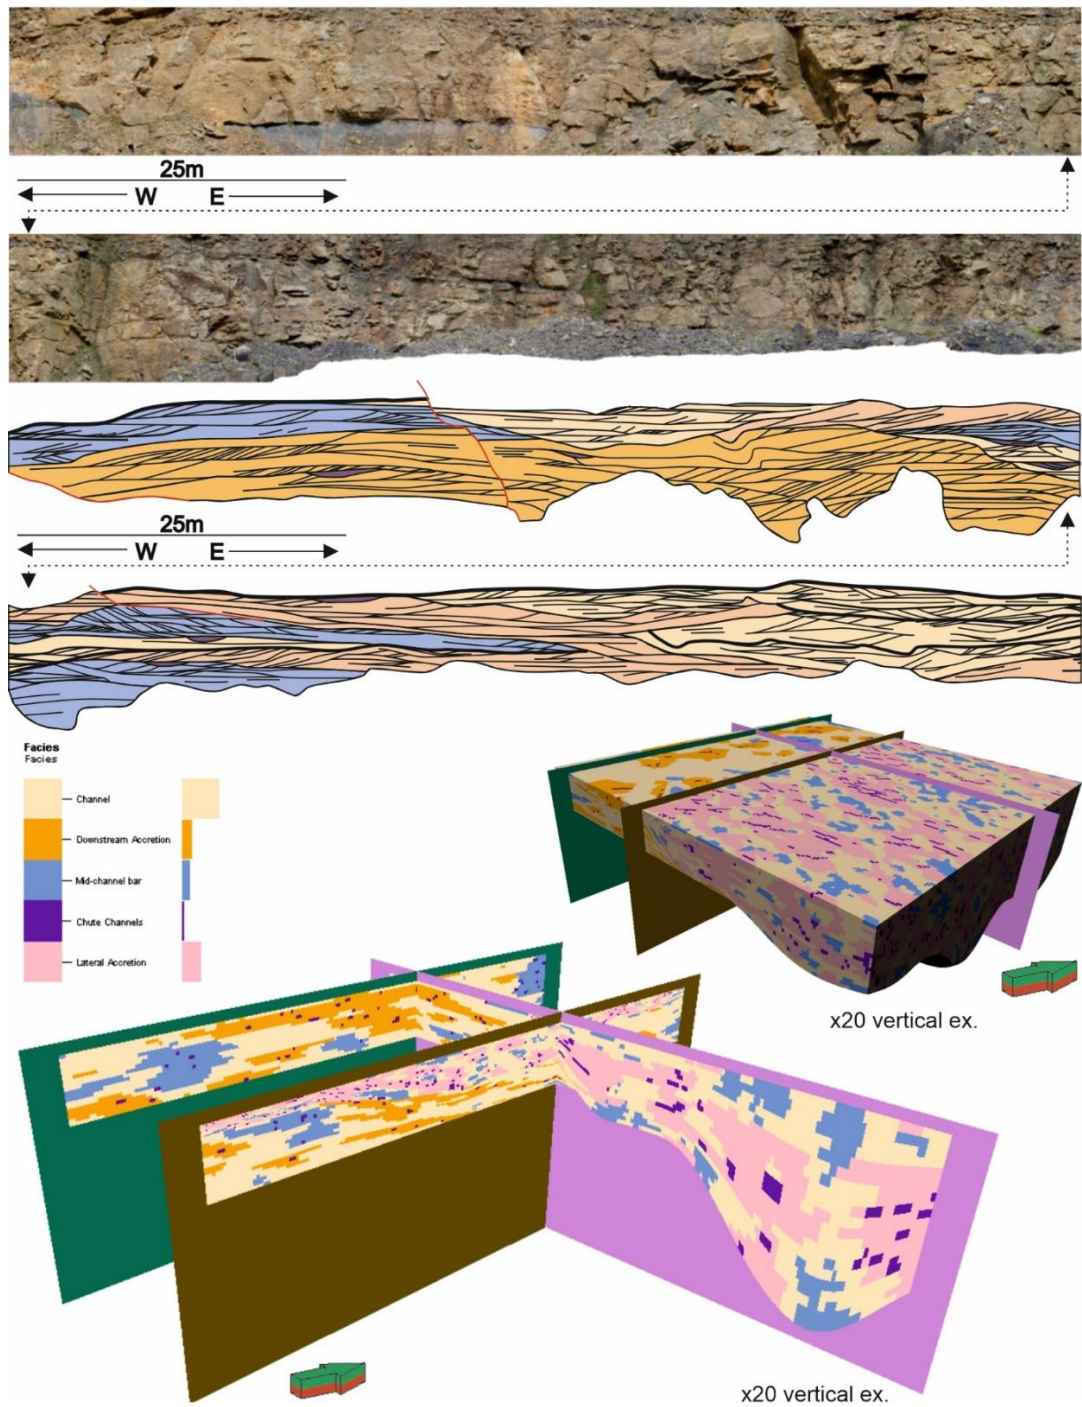 25m
W E
25m
W E
Facies
Facies
Channel
Downstream Accretion
Mid-channel bar
Chute Channels
Lateral Accretion
x20 vertical ex.
x20 vertical ex.